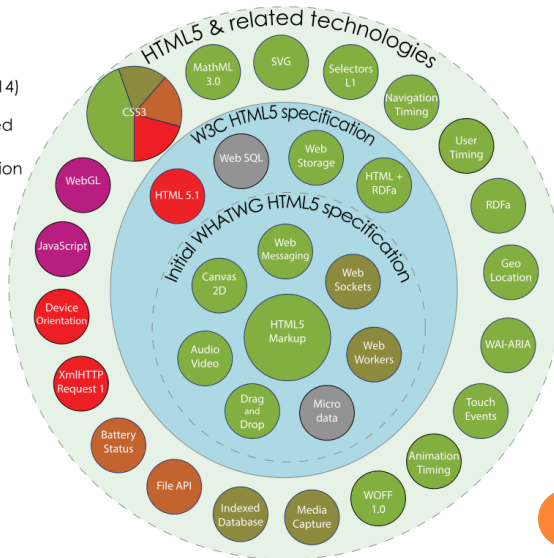 HTML5 & related technologies
14)
ed
ion
CSS3
MathML
3.0
SVG
Selectors
L1
Navigation
Timing
User
Timing
RDFa
Geo
Location
WAI-ARIA
Touch
Events
Animation
Timing
WOFF
1.0
Media
Capture
Indexed
Database
File API
Battery
Status
XmlHTTP
Request 1
Device
Orientation
JavaScript
WebGL
W3C HTML5 specification
HTML 5.1
Web SQL
Web
Storage
HTML +
RDFa
Initial WHATWG HTML5 specification
Web
Messaging
Canvas
2D
Web
Sockets
HTML5
Markup
Audio
Video
Web
Workers
Drag
and
Drop
Micro
data